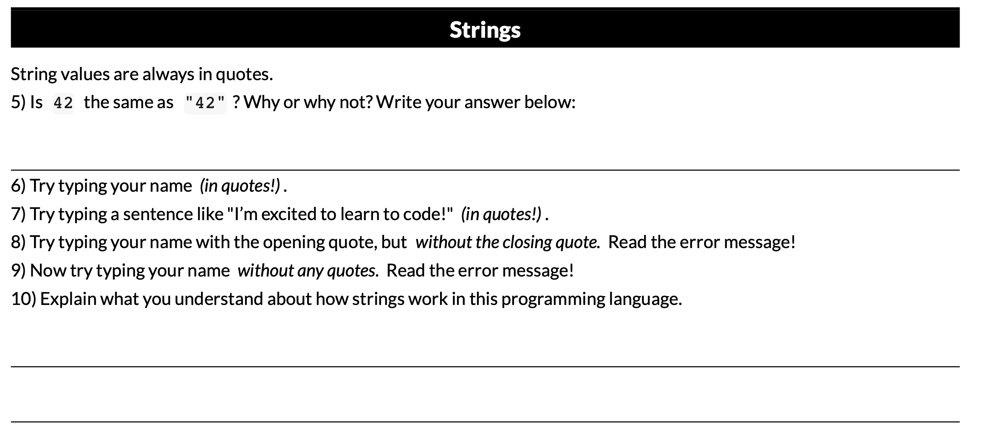 Strings
String values are always in quotes.
5) Is 42 the same as "42" ? Why or why not? Write your answer below:
6) Try typing your name (in quotes!) .
7) Try typing a sentence like "I’m excited to learn to code!" (in quotes!) .
8) Try typing your name with the opening quote, but without the closing quote. Read the error message!
9) Now try typing your name without any quotes. Read the error message!
10) Explain what you understand about how strings work in this programming language.